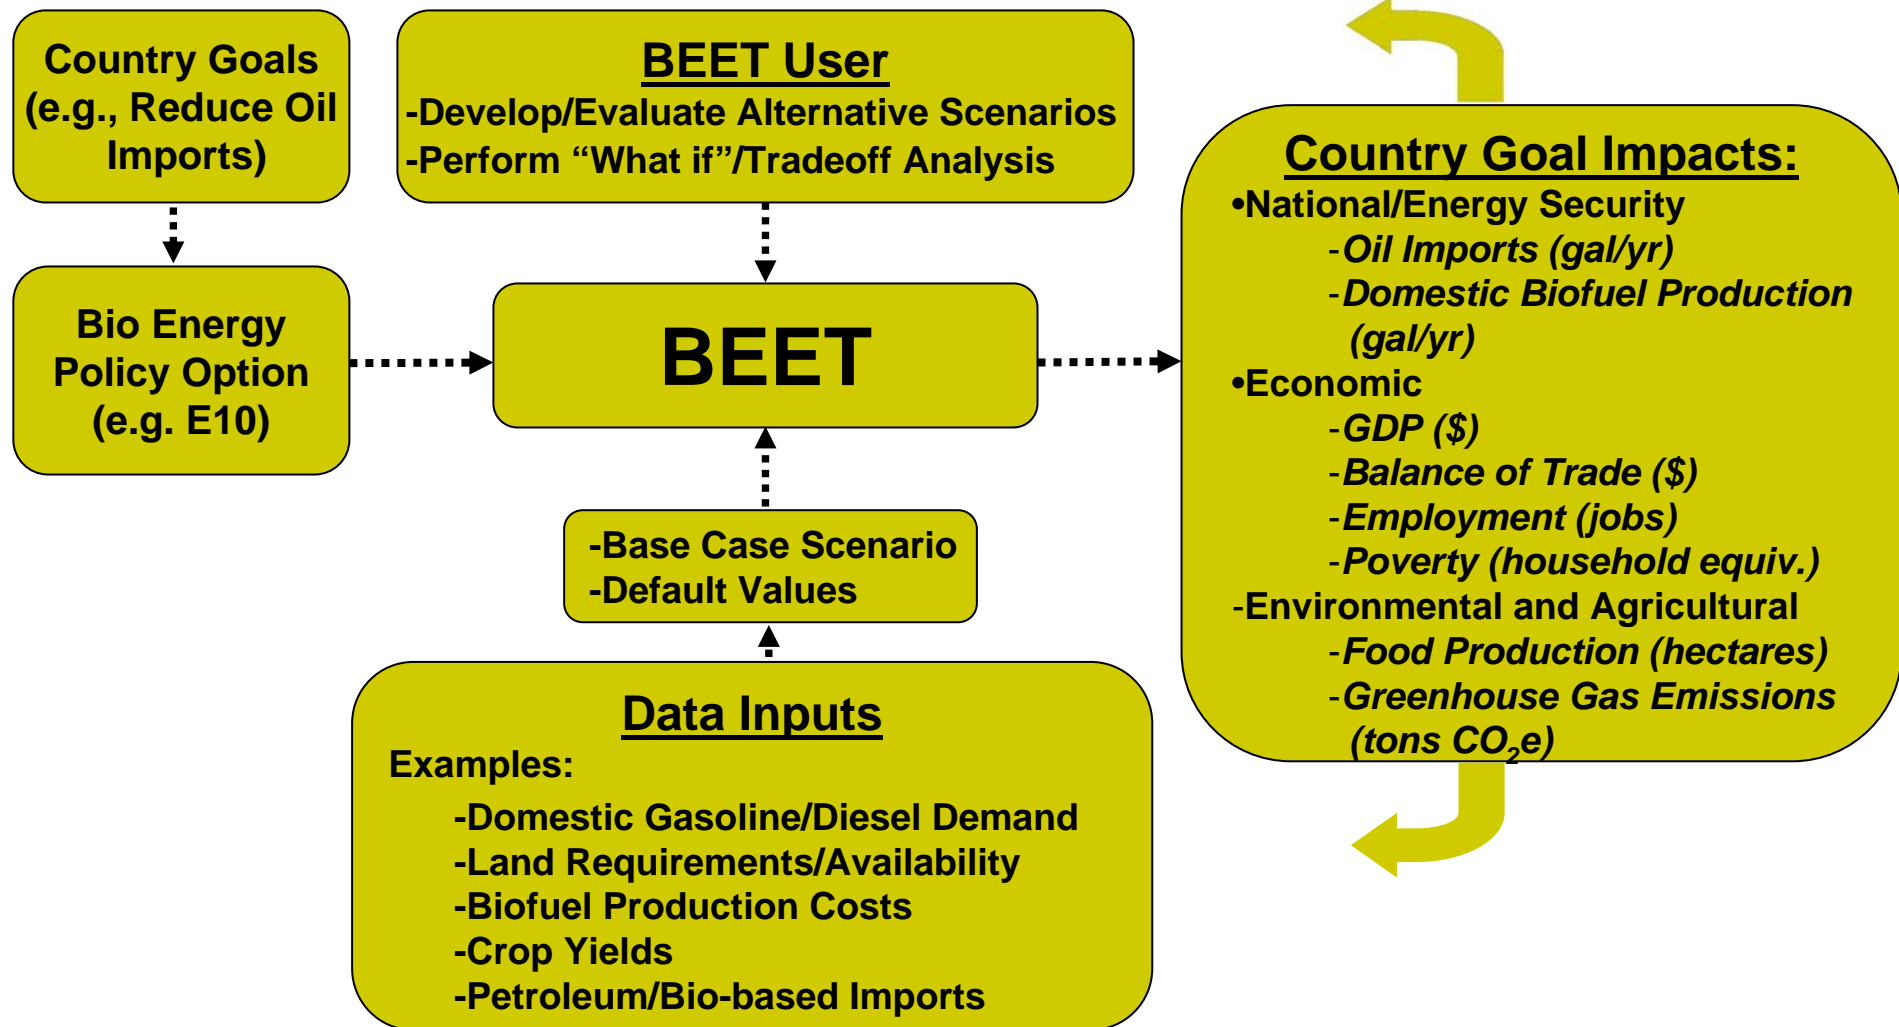 Country Goals
(e.g., Reduce Oil
Imports)
BEET User
-Develop/Evaluate Alternative Scenarios
-Perform “What if”/Tradeoff Analysis
Bio Energy
Policy Option
(e.g. E10)
BEET
-Base Case Scenario
-Default Values
Data Inputs
Examples:
-Domestic Gasoline/Diesel Demand
-Land Requirements/Availability
-Biofuel Production Costs
-Crop Yields
-Petroleum/Bio-based Imports
Country Goal Impacts:
•National/Energy Security
-Oil Imports (gal/yr)
-Domestic Biofuel Production
(gal/yr)
•Economic
-GDP ($)
-Balance of Trade ($)
-Employment (jobs)
-Poverty (household equiv.)
-Environmental and Agricultural
-Food Production (hectares)
-Greenhouse Gas Emissions
(tons CO₂e)